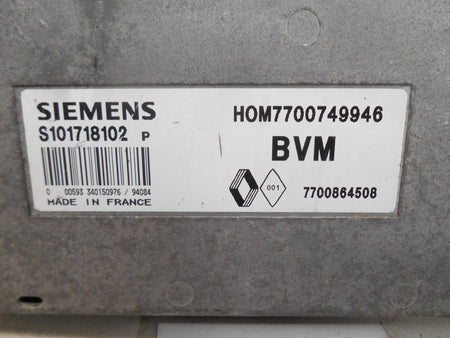 SIEMENS
S101718102 P
0 00593 340150976 / 94084
MADE IN FRANCE
HOM7700749946
BVM
001
7700864508